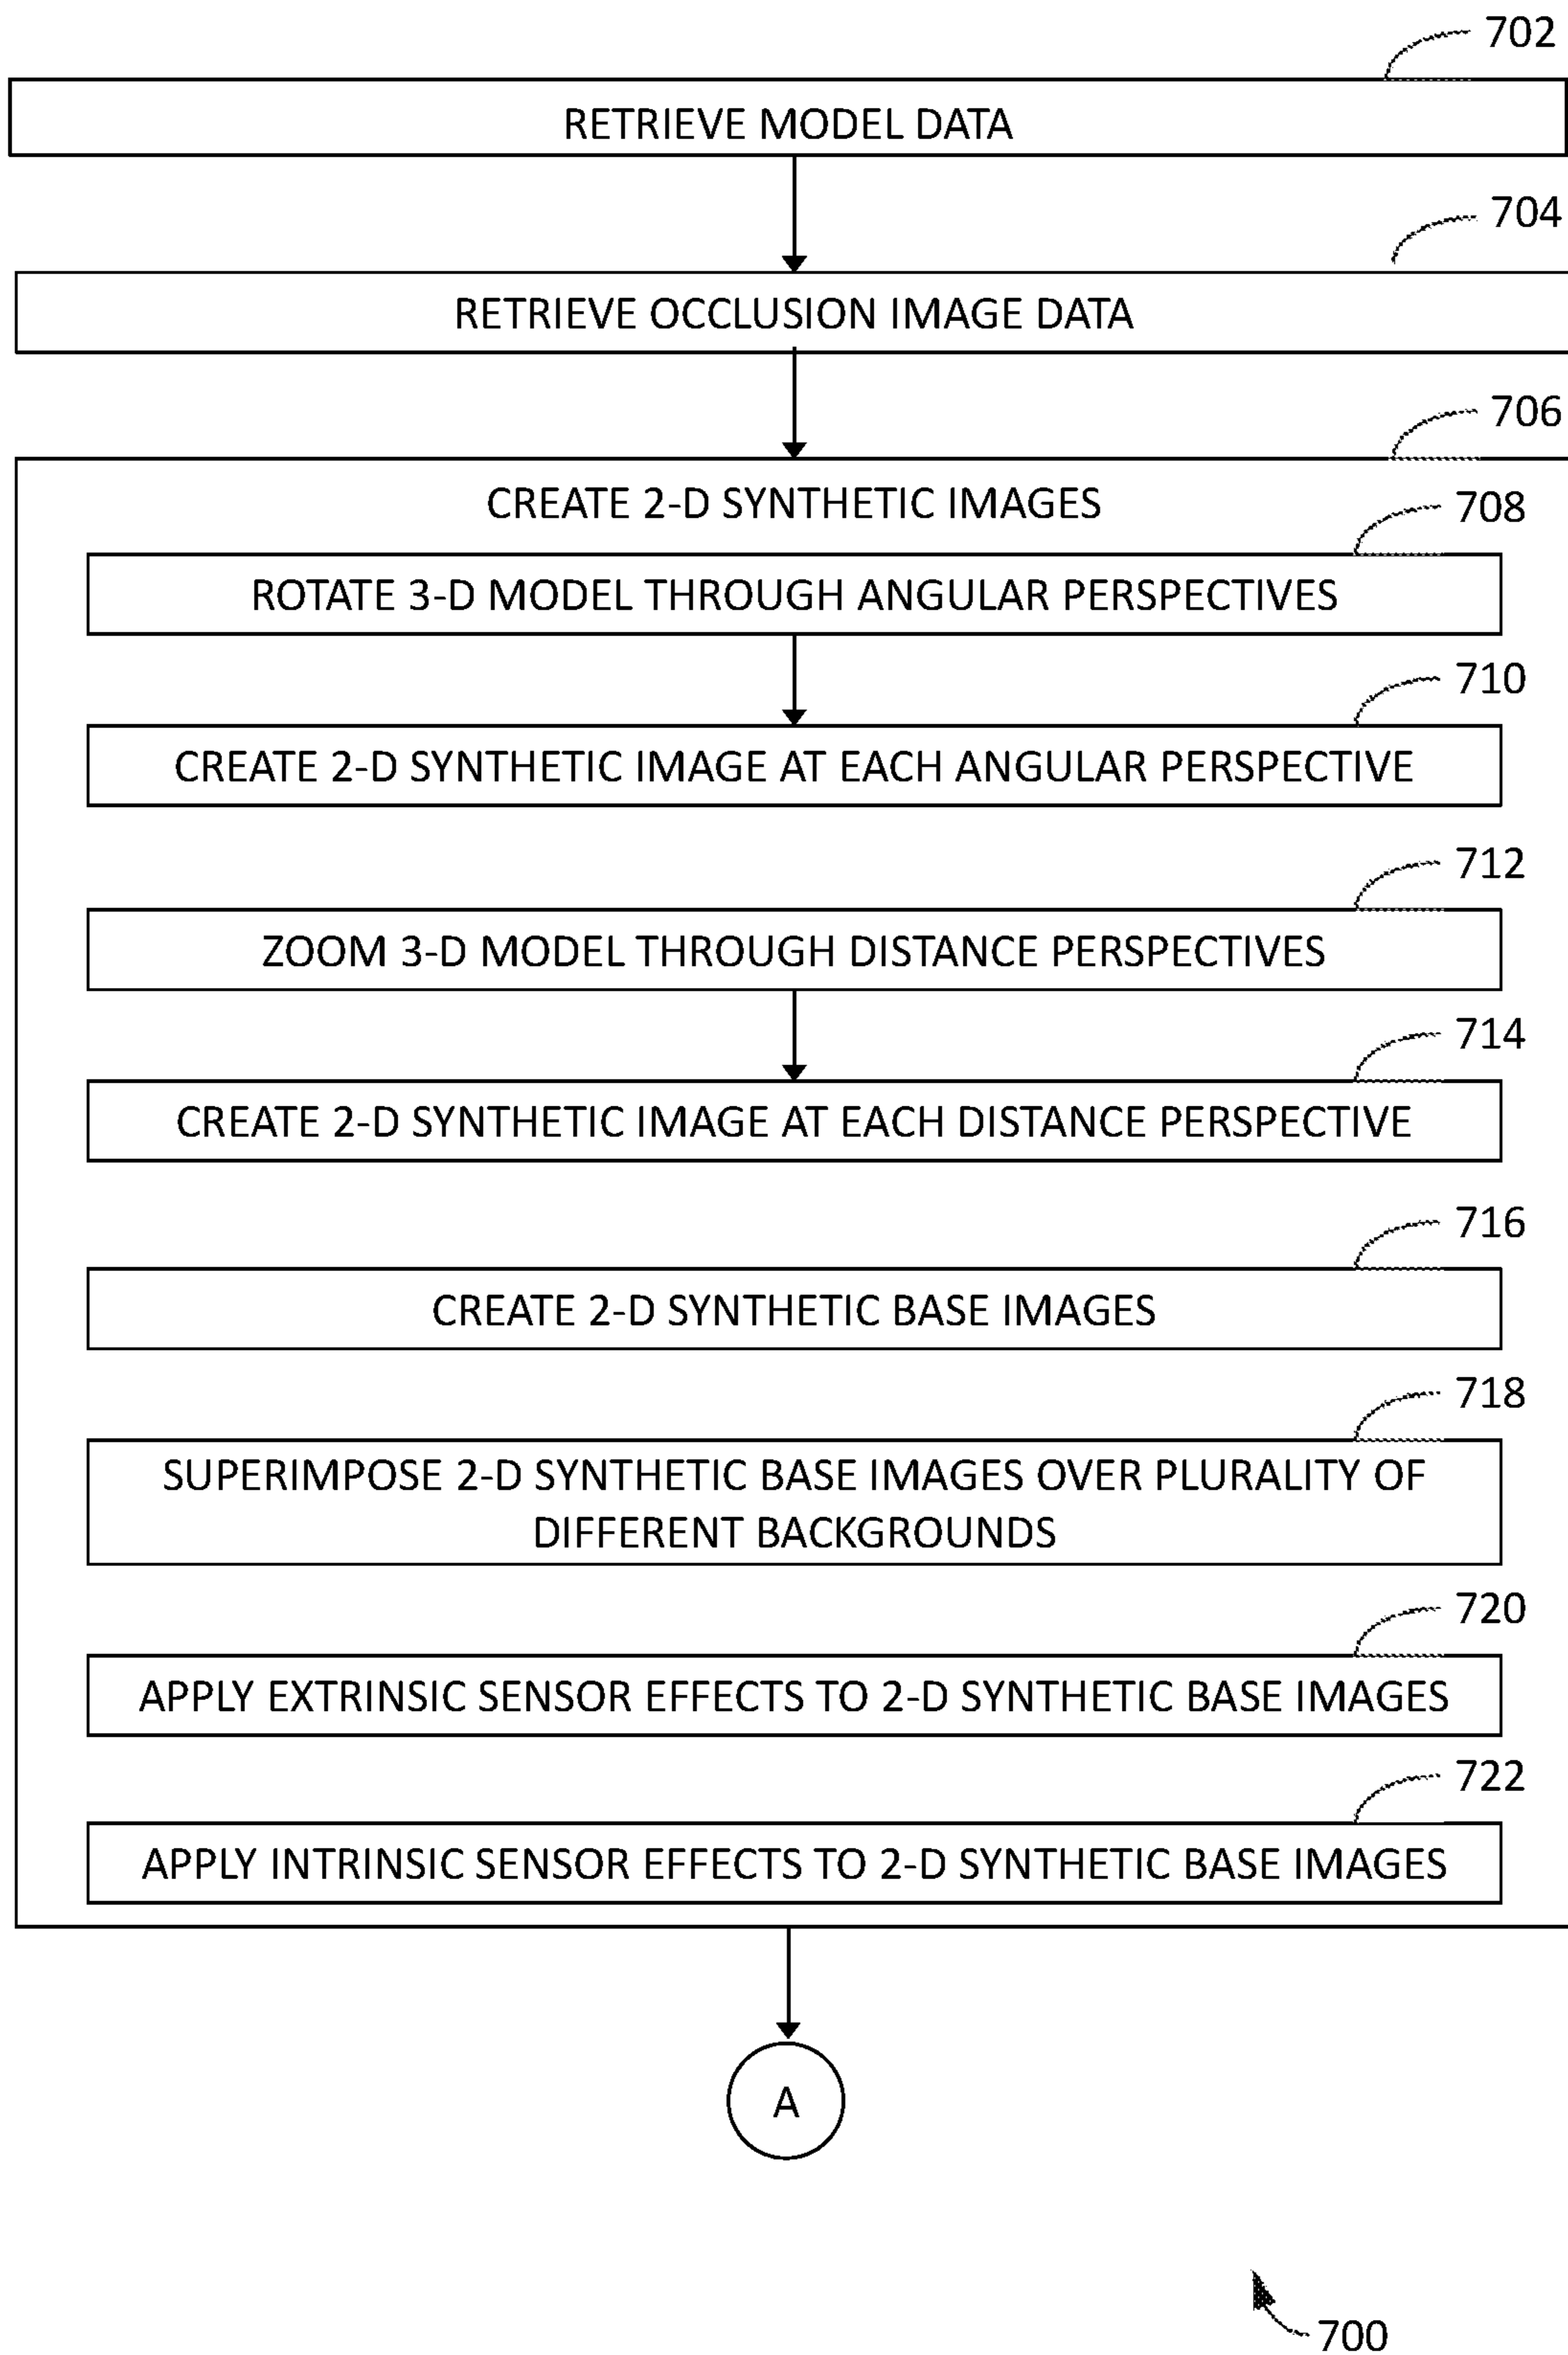 702
RETRIEVE MODEL DATA
704
RETRIEVE OCCLUSION IMAGE DATA
706
CREATE 2-D SYNTHETIC IMAGES
708
ROTATE 3-D MODEL THROUGH ANGULAR PERSPECTIVES
710
CREATE 2-D SYNTHETIC IMAGE AT EACH ANGULAR PERSPECTIVE
712
ZOOM 3-D MODEL THROUGH DISTANCE PERSPECTIVES
714
CREATE 2-D SYNTHETIC IMAGE AT EACH DISTANCE PERSPECTIVE
716
CREATE 2-D SYNTHETIC BASE IMAGES
718
SUPERIMPOSE 2-D SYNTHETIC BASE IMAGES OVER PLURALITY OF
DIFFERENT BACKGROUNDS
720
APPLY EXTRINSIC SENSOR EFFECTS TO 2-D SYNTHETIC BASE IMAGES
722
APPLY INTRINSIC SENSOR EFFECTS TO 2-D SYNTHETIC BASE IMAGES
A
700